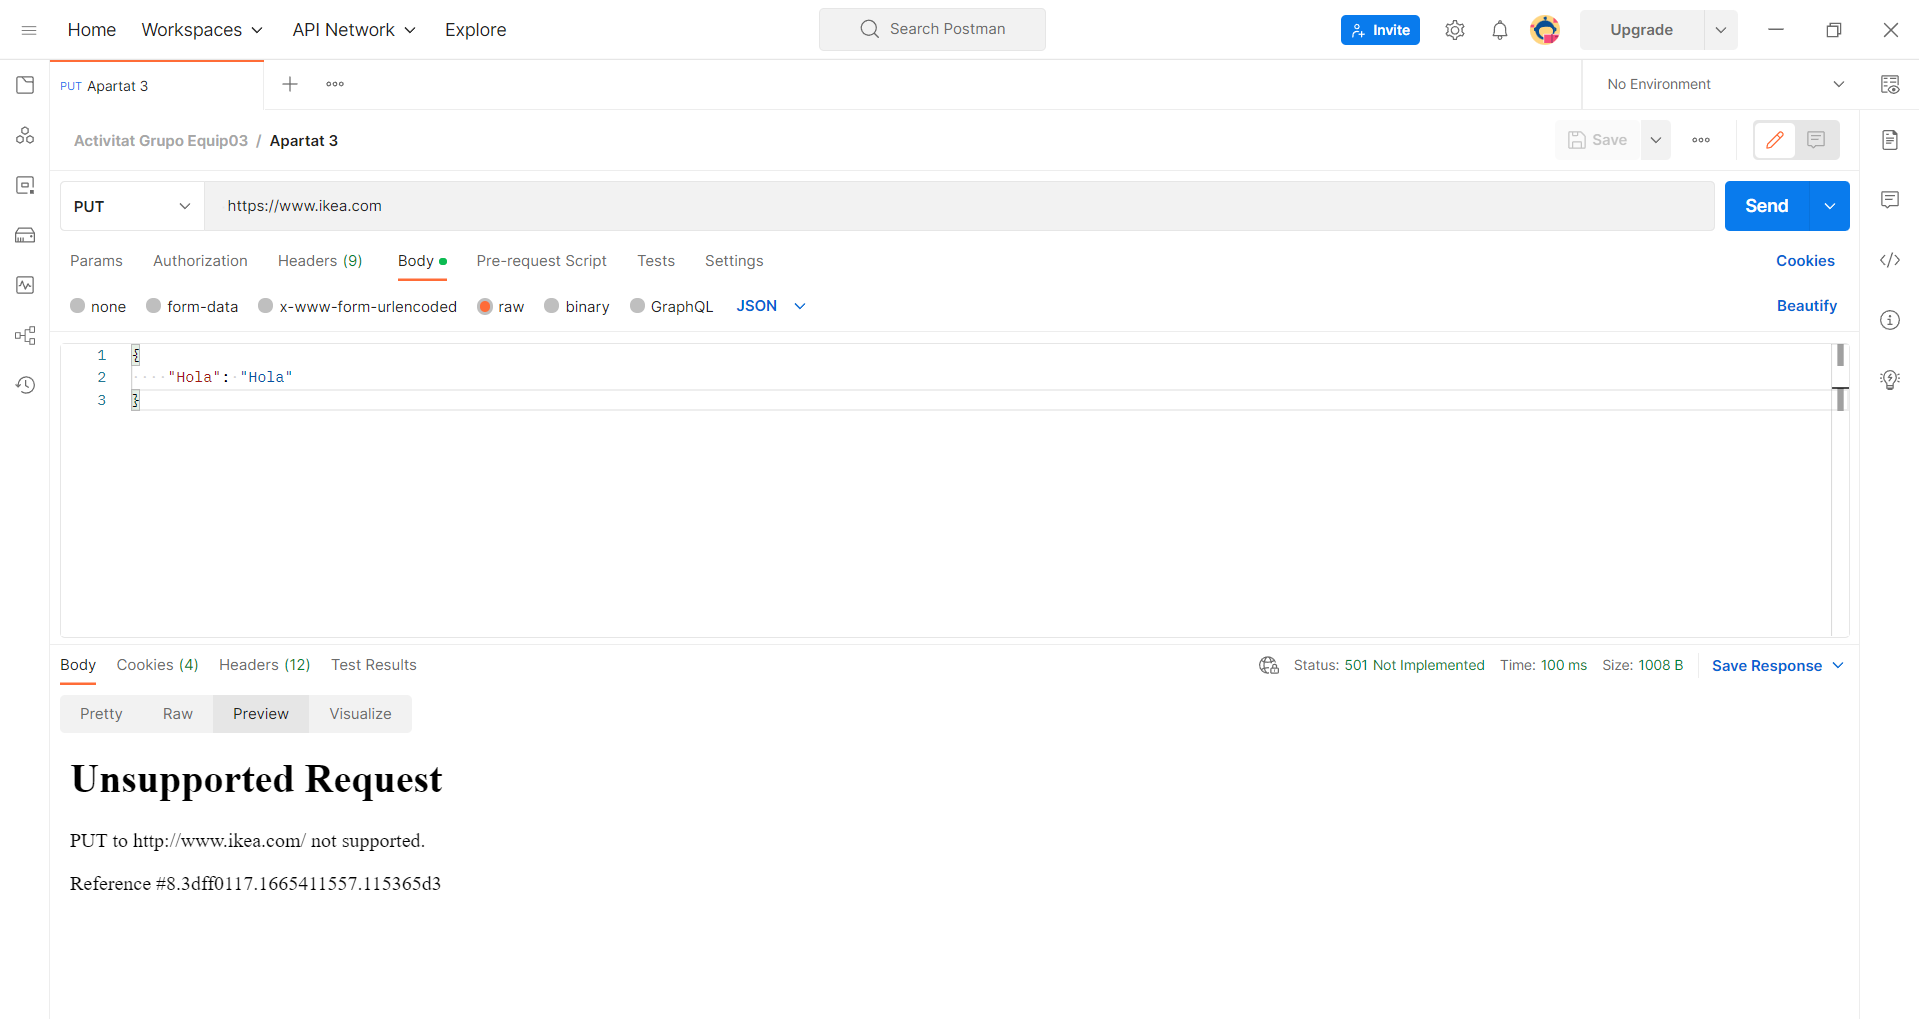 Home Workspaces API Network Explore Search Postman Invite Upgrade
PUT Apartat 3 No Environment
Activitat Grupo Equip03 / Apartat 3 Save
PUT https://www.ikea.com Send
Params Authorization Headers (9) Body Pre-request Script Tests Settings Cookies
none form-data x-www-form-urlencoded raw binary GraphQL JSON Beautify
1 {
2 "Hola": "Hola"
3 }
Body Cookies (4) Headers (12) Test Results Status: 501 Not Implemented Time: 100 ms Size: 1008 B Save Response
Pretty Raw Preview Visualize
Unsupported Request
PUT to http://www.ikea.com/ not supported.
Reference #8.3dff0117.1665411557.115365d3